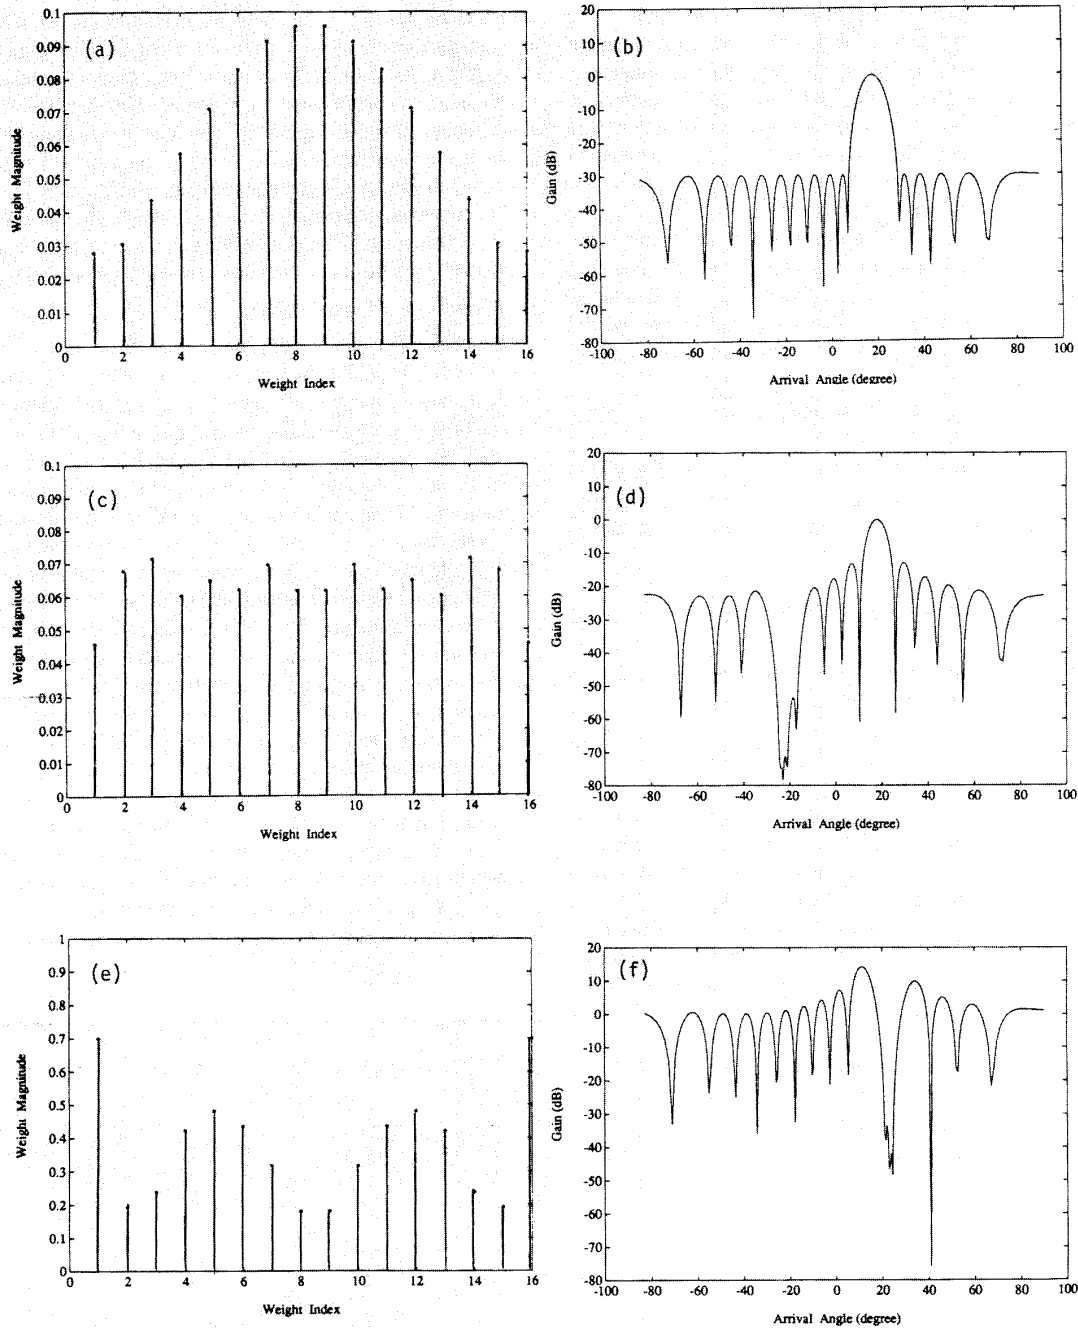 (a)
Weight Magnitude
0.1
0.09
0.08
0.07
0.06
0.05
0.04
0.03
0.02
0.01
0
0 2 4 6 8 10 12 14 16
Weight Index
(b)
Gain (dB)
20
10
0
-10
-20
-30
-40
-50
-60
-70
-80
-100 -80 -60 -40 -20 0 20 40 60 80 100
Arrival Angle (degree)
(c)
Weight Magnitude
0.1
0.09
0.08
0.07
0.06
0.05
0.04
0.03
0.02
0.01
0
0 2 4 6 8 10 12 14 16
Weight Index
(d)
Gain (dB)
20
10
0
-10
-20
-30
-40
-50
-60
-70
-80
-100 -80 -60 -40 -20 0 20 40 60 80 100
Arrival Angle (degree)
(e)
Weight Magnitude
1
0.9
0.8
0.7
0.6
0.5
0.4
0.3
0.2
0.1
0
0 2 4 6 8 10 12 14 16
Weight Index
(f)
Gain (dB)
20
10
0
-10
-20
-30
-40
-50
-60
-70
-80
-100 -80 -60 -40 -20 0 20 40 60 80 100
Arrival Angle (degree)